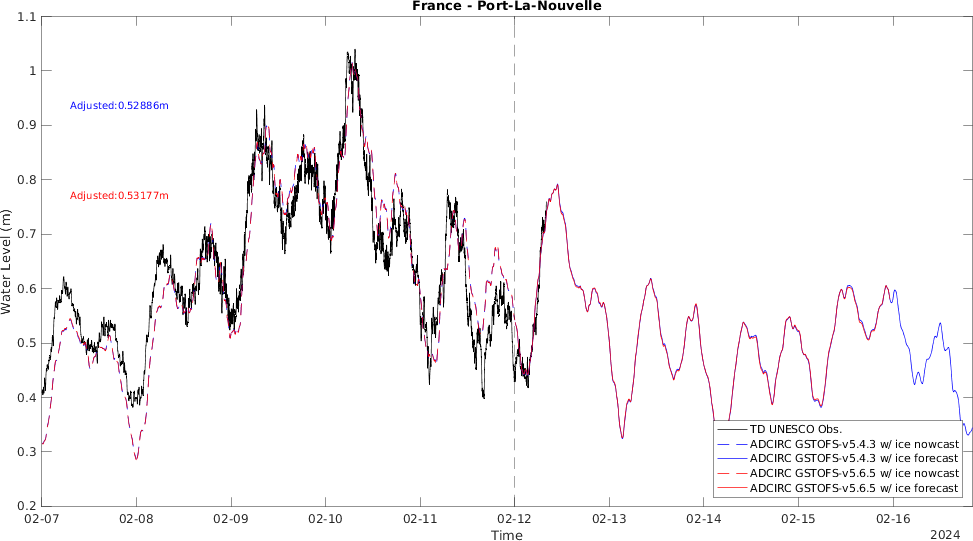 France - Port-La-Nouvelle
1.1
1
0.9
0.8
0.7
0.6
0.5
0.4
0.3
0.2
Water Level (m)
Adjusted:0.52886m
Adjusted:0.53177m
TD UNESCO Obs.
ADCIRC GSTOFS-v5.4.3 w/ ice nowcast
ADCIRC GSTOFS-v5.4.3 w/ ice forecast
ADCIRC GSTOFS-v5.6.5 w/ ice nowcast
ADCIRC GSTOFS-v5.6.5 w/ ice forecast
02-07 02-08 02-09 02-10 02-11 02-12 02-13 02-14 02-15 02-16
Time
2024